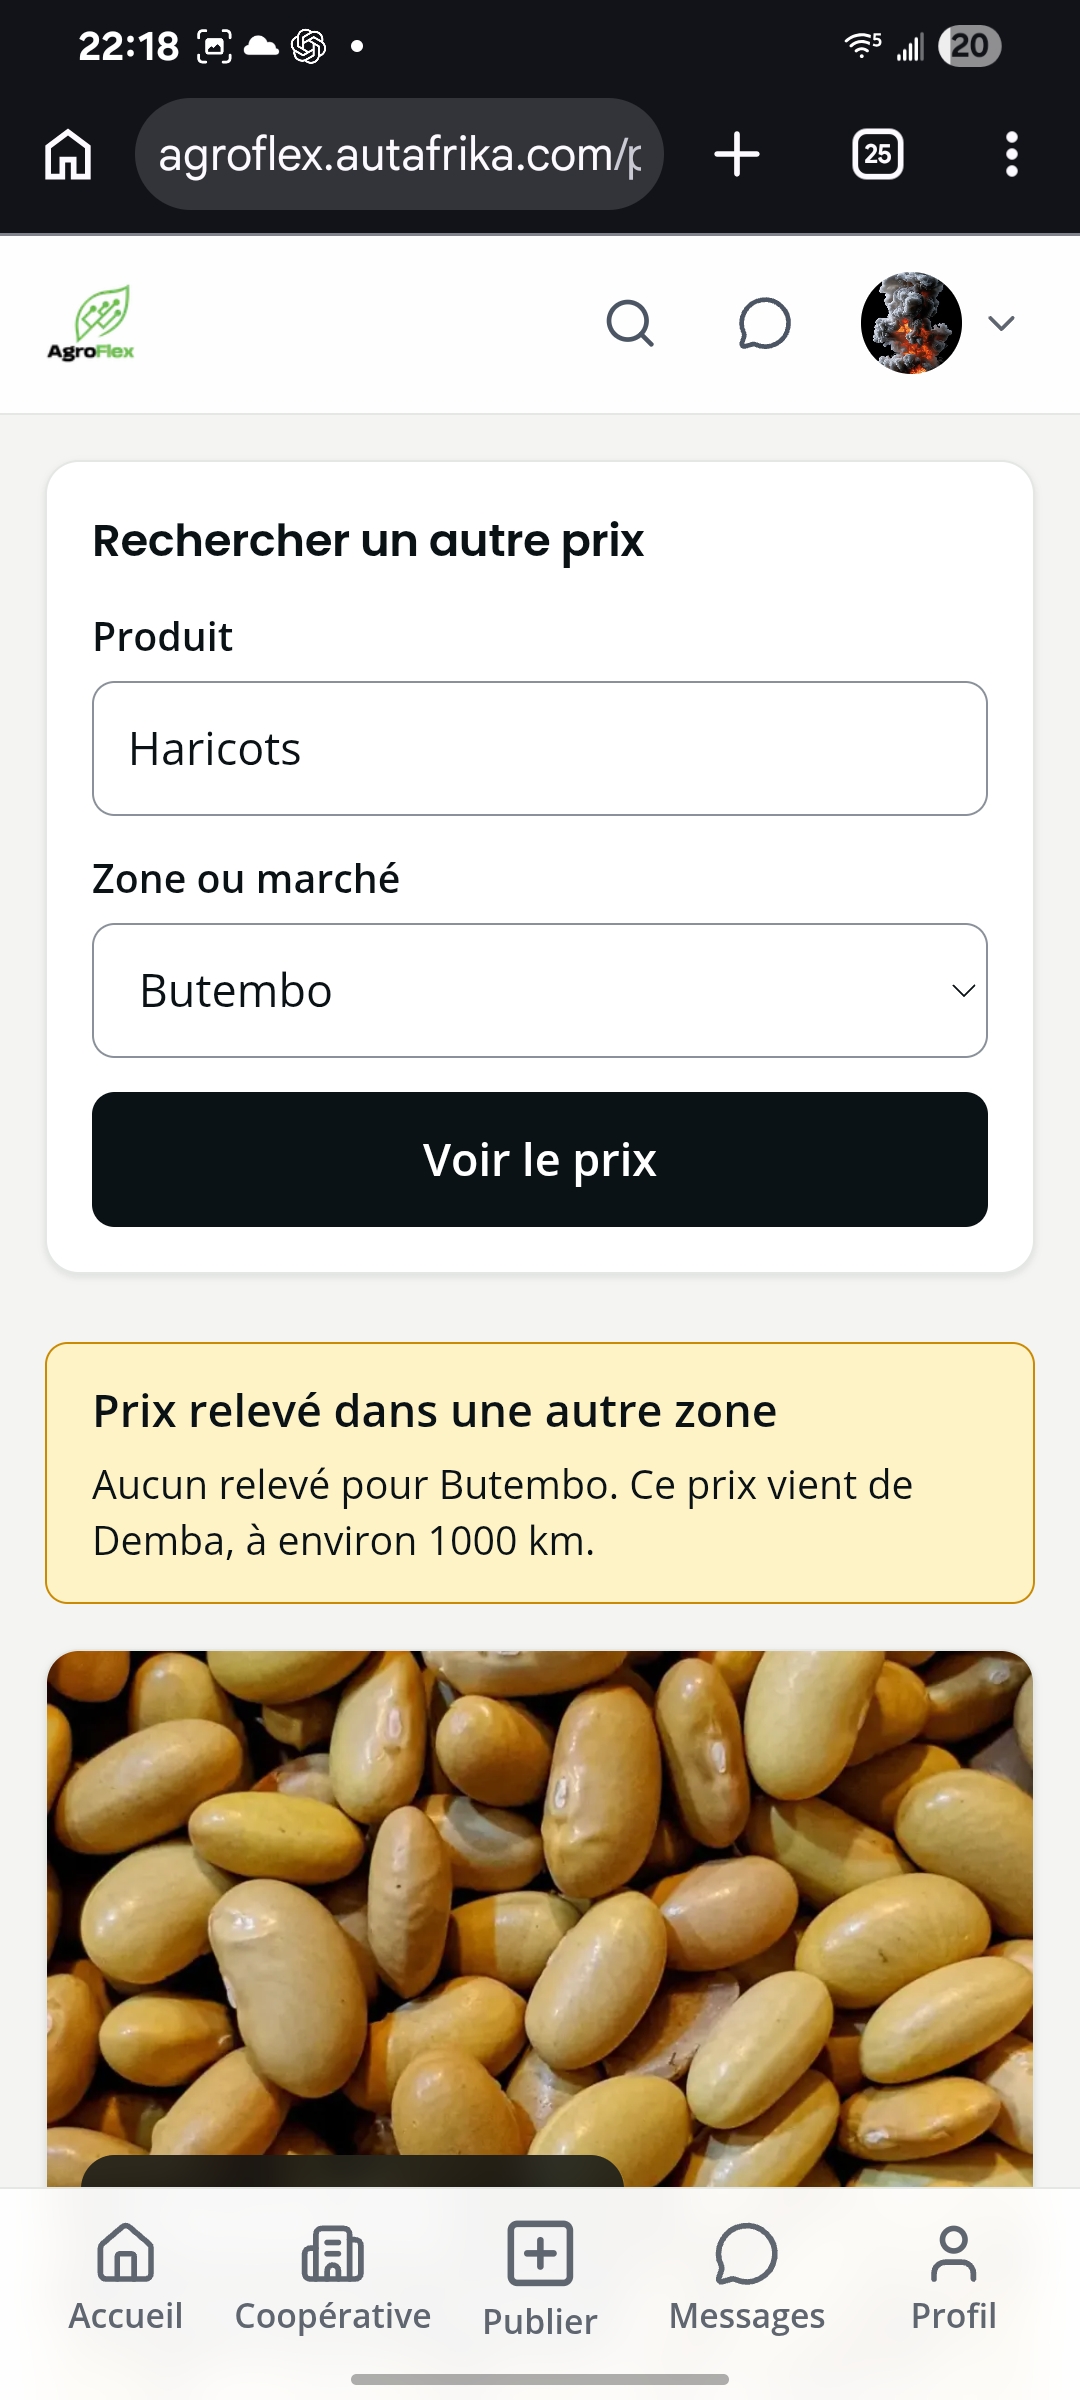 22:18
5
20
agroflex.autafrika.com/p
25
AgroFlex
Rechercher un autre prix
Produit
Haricots
Zone ou marché
Butembo
Voir le prix
Prix relevé dans une autre zone
Aucun relevé pour Butembo. Ce prix vient de
Demba, à environ 1000 km.
Accueil
Coopérative
Publier
Messages
Profil